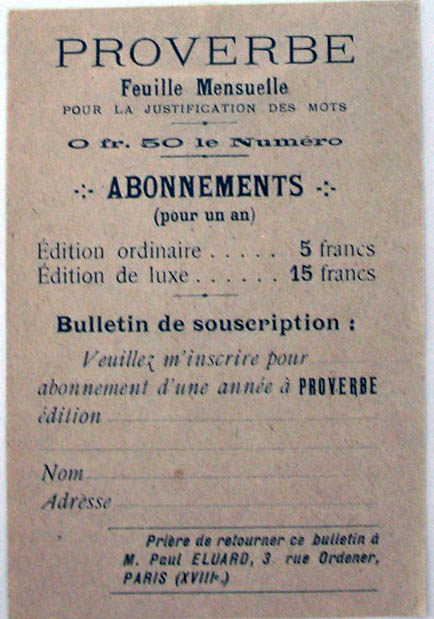 PROVERBE
Feuille Mensuelle
POUR LA JUSTIFICATION DES MOTS
0 fr. 50 le Numéro
-:- ABONNEMENTS -:-
(pour un an)
Édition ordinaire . . . . . 5 francs
Édition de luxe . . . . . . 15 francs
Bulletin de souscription :
Veuillez m'inscrire pour
abonnement d'une année à PROVERBE
édition
Nom
Adresse
Prière de retourner ce bulletin à
M. Paul ELUARD, 3 rue Ordener,
PARIS (XVIIIe.)